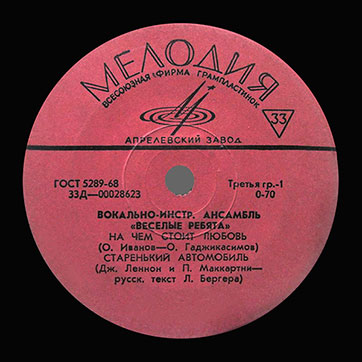 МЕЛОДИЯ
ВСЕСОЮЗНАЯ ФИРМА ГРАМПЛАСТИНОК
33
АПРЕЛЕВСКИЙ ЗАВОД
ГОСТ 5289-68
33Д—00028623
Третья гр.-1
0-70
ВОКАЛЬНО-ИНСТР. АНСАМБЛЬ
«ВЕСЕЛЫЕ РЕБЯТА»
НА ЧЕМ СТОИТ ЛЮБОВЬ
(О. Иванов—О. Гаджикасимов)
СТАРЕНЬКИЙ АВТОМОБИЛЬ
(Дж. Леннон и П. Маккартни—
русск. текст Л. Бергера)